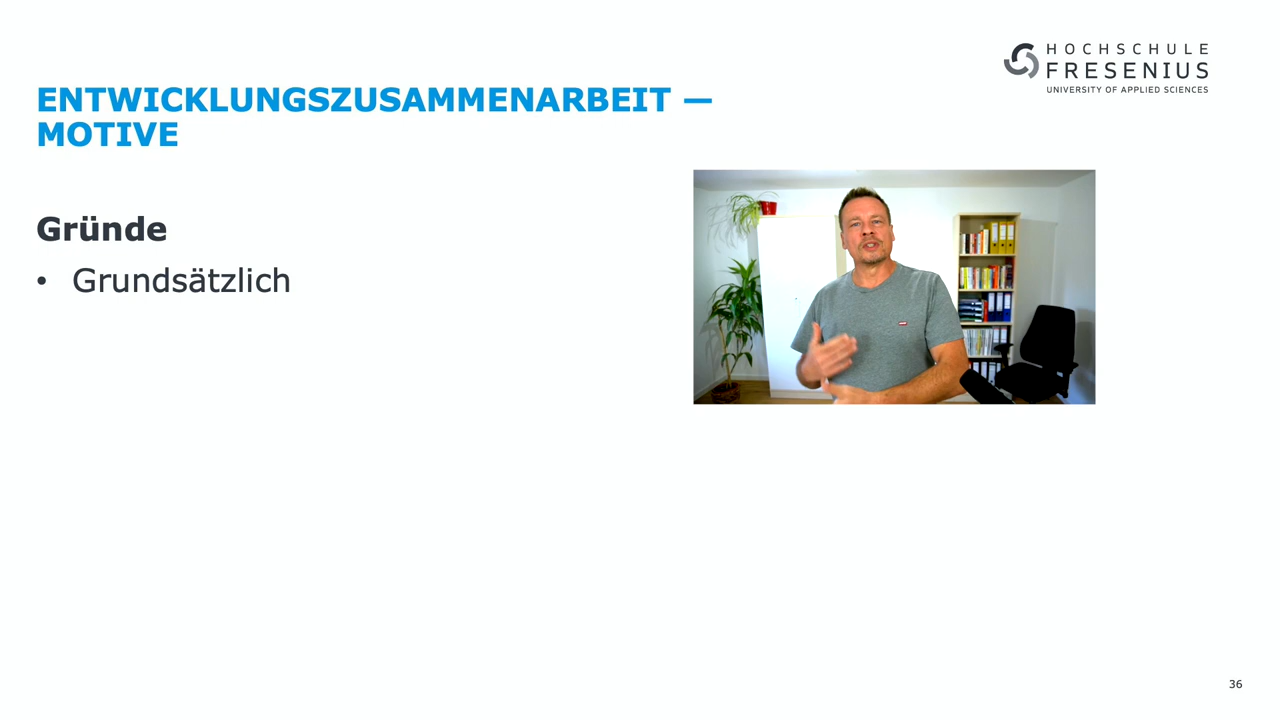 HOCHSCHULE
FRESENIUS
UNIVERSITY OF APPLIED SCIENCES
ENTWICKLUNGSZUSAMMENARBEIT —
MOTIVE
Gründe
• Grundsätzlich
36